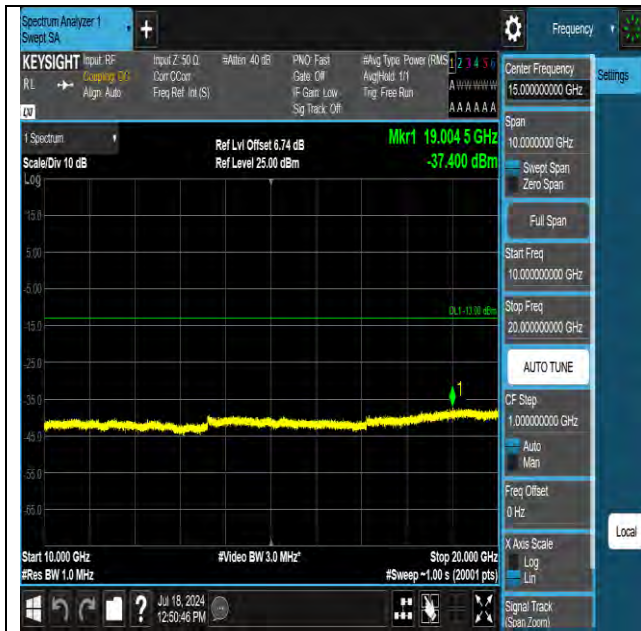 Spectrum Analyzer 1
Swept SA
+
Frequency
KEYSIGHT
RL
Input: RF
Coupling: DC
Align: Auto
Input Z: 50 Ω
Corr CCorr
Freq Ref: Int (S)
#Atten: 40 dB
PNO: Fast
Gate: Off
IF Gain: Low
Sig Track: Off
#Avg Type: Power (RMS)
Avg|Hold: 1/1
Trig: Free Run
1 2 3 4 5 6
A W W W W W
A A A A A A
1 Spectrum
Scale/Div 10 dB
Ref Lvl Offset 6.74 dB
Ref Level 25.00 dBm
Mkr1 19.004 5 GHz
-37.400 dBm
Log
15.0
5.00
-5.00
DL1 -13.00 dBm
-15.0
-25.0
-35.0
1
-45.0
-55.0
-65.0
Start 10.000 GHz
#Res BW 1.0 MHz
#Video BW 3.0 MHz*
Stop 20.000 GHz
#Sweep ~1.00 s (20001 pts)
?
Jul 18, 2024
12:50:46 PM
Center Frequency
15.000000000 GHz
Settings
Span
10.0000000 GHz
Swept Span
Zero Span
Full Span
Start Freq
10.000000000 GHz
Stop Freq
20.000000000 GHz
AUTO TUNE
CF Step
1.000000000 GHz
Auto
Man
Freq Offset
0 Hz
X Axis Scale
Log
Lin
Local
Signal Track
(Span Zoom)